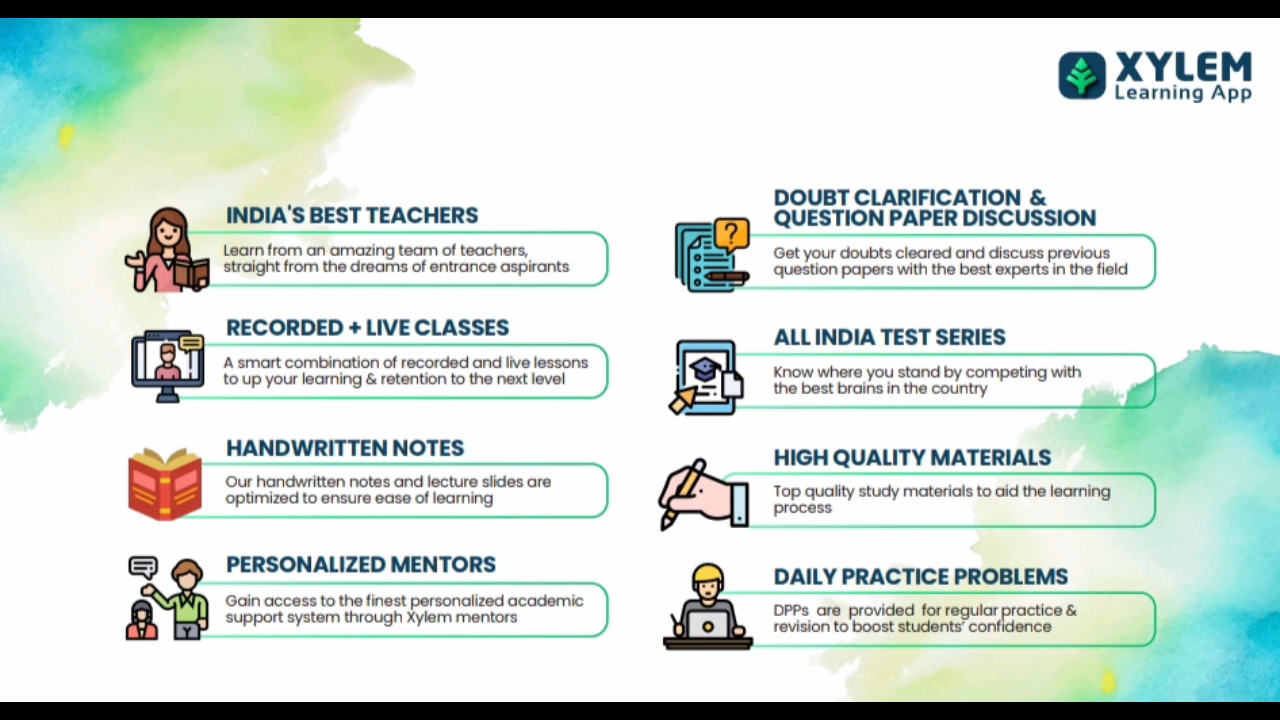 XYLEM
Learning App
INDIA'S BEST TEACHERS
Learn from an amazing team of teachers,
straight from the dreams of entrance aspirants
RECORDED + LIVE CLASSES
A smart combination of recorded and live lessons
to up your learning & retention to the next level
HANDWRITTEN NOTES
Our handwritten notes and lecture slides are
optimized to ensure ease of learning
PERSONALIZED MENTORS
Gain access to the finest personalized academic
support system through Xylem mentors
DOUBT CLARIFICATION &
QUESTION PAPER DISCUSSION
Get your doubts cleared and discuss previous
question papers with the best experts in the field
ALL INDIA TEST SERIES
Know where you stand by competing with
the best brains in the country
HIGH QUALITY MATERIALS
Top quality study materials to aid the learning
process
DAILY PRACTICE PROBLEMS
DPPs are provided for regular practice &
revision to boost students' confidence